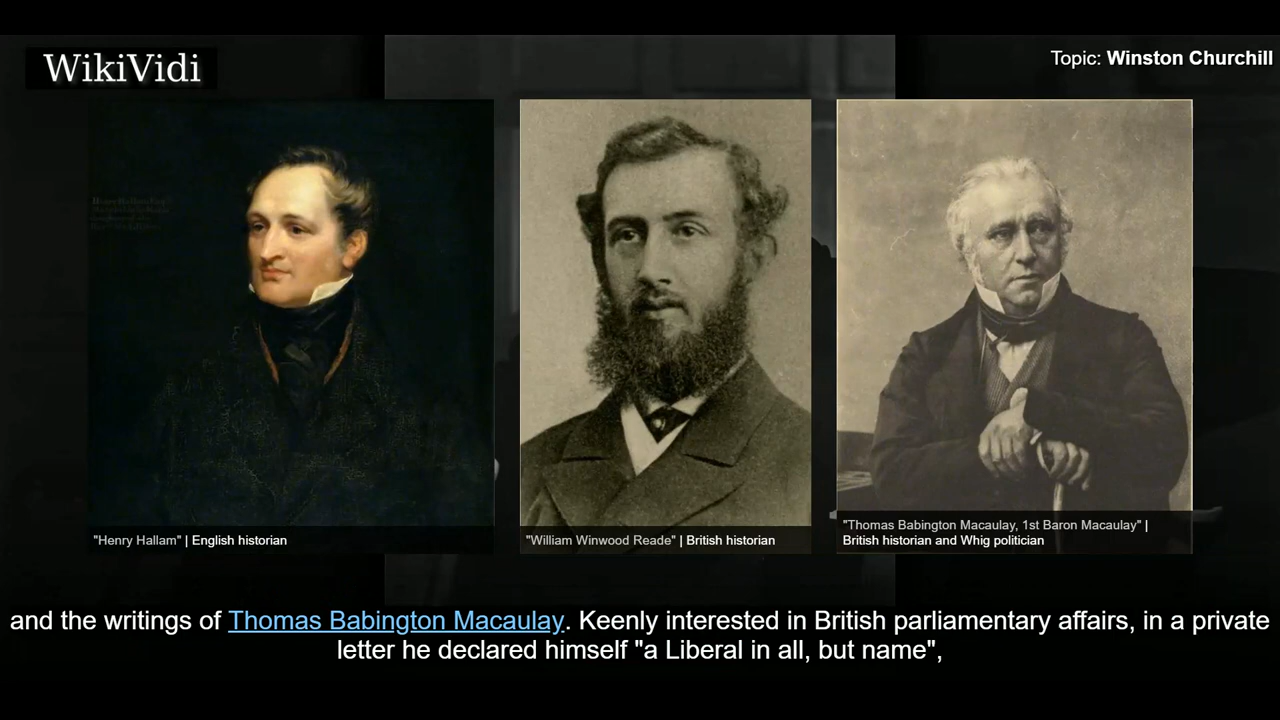 WikiVidi
Topic: Winston Churchill
"Henry Hallam" | English historian
"William Winwood Reade" | British historian
"Thomas Babington Macaulay, 1st Baron Macaulay" |
British historian and Whig politician
and the writings of Thomas Babington Macaulay. Keenly interested in British parliamentary affairs, in a private
letter he declared himself "a Liberal in all, but name",